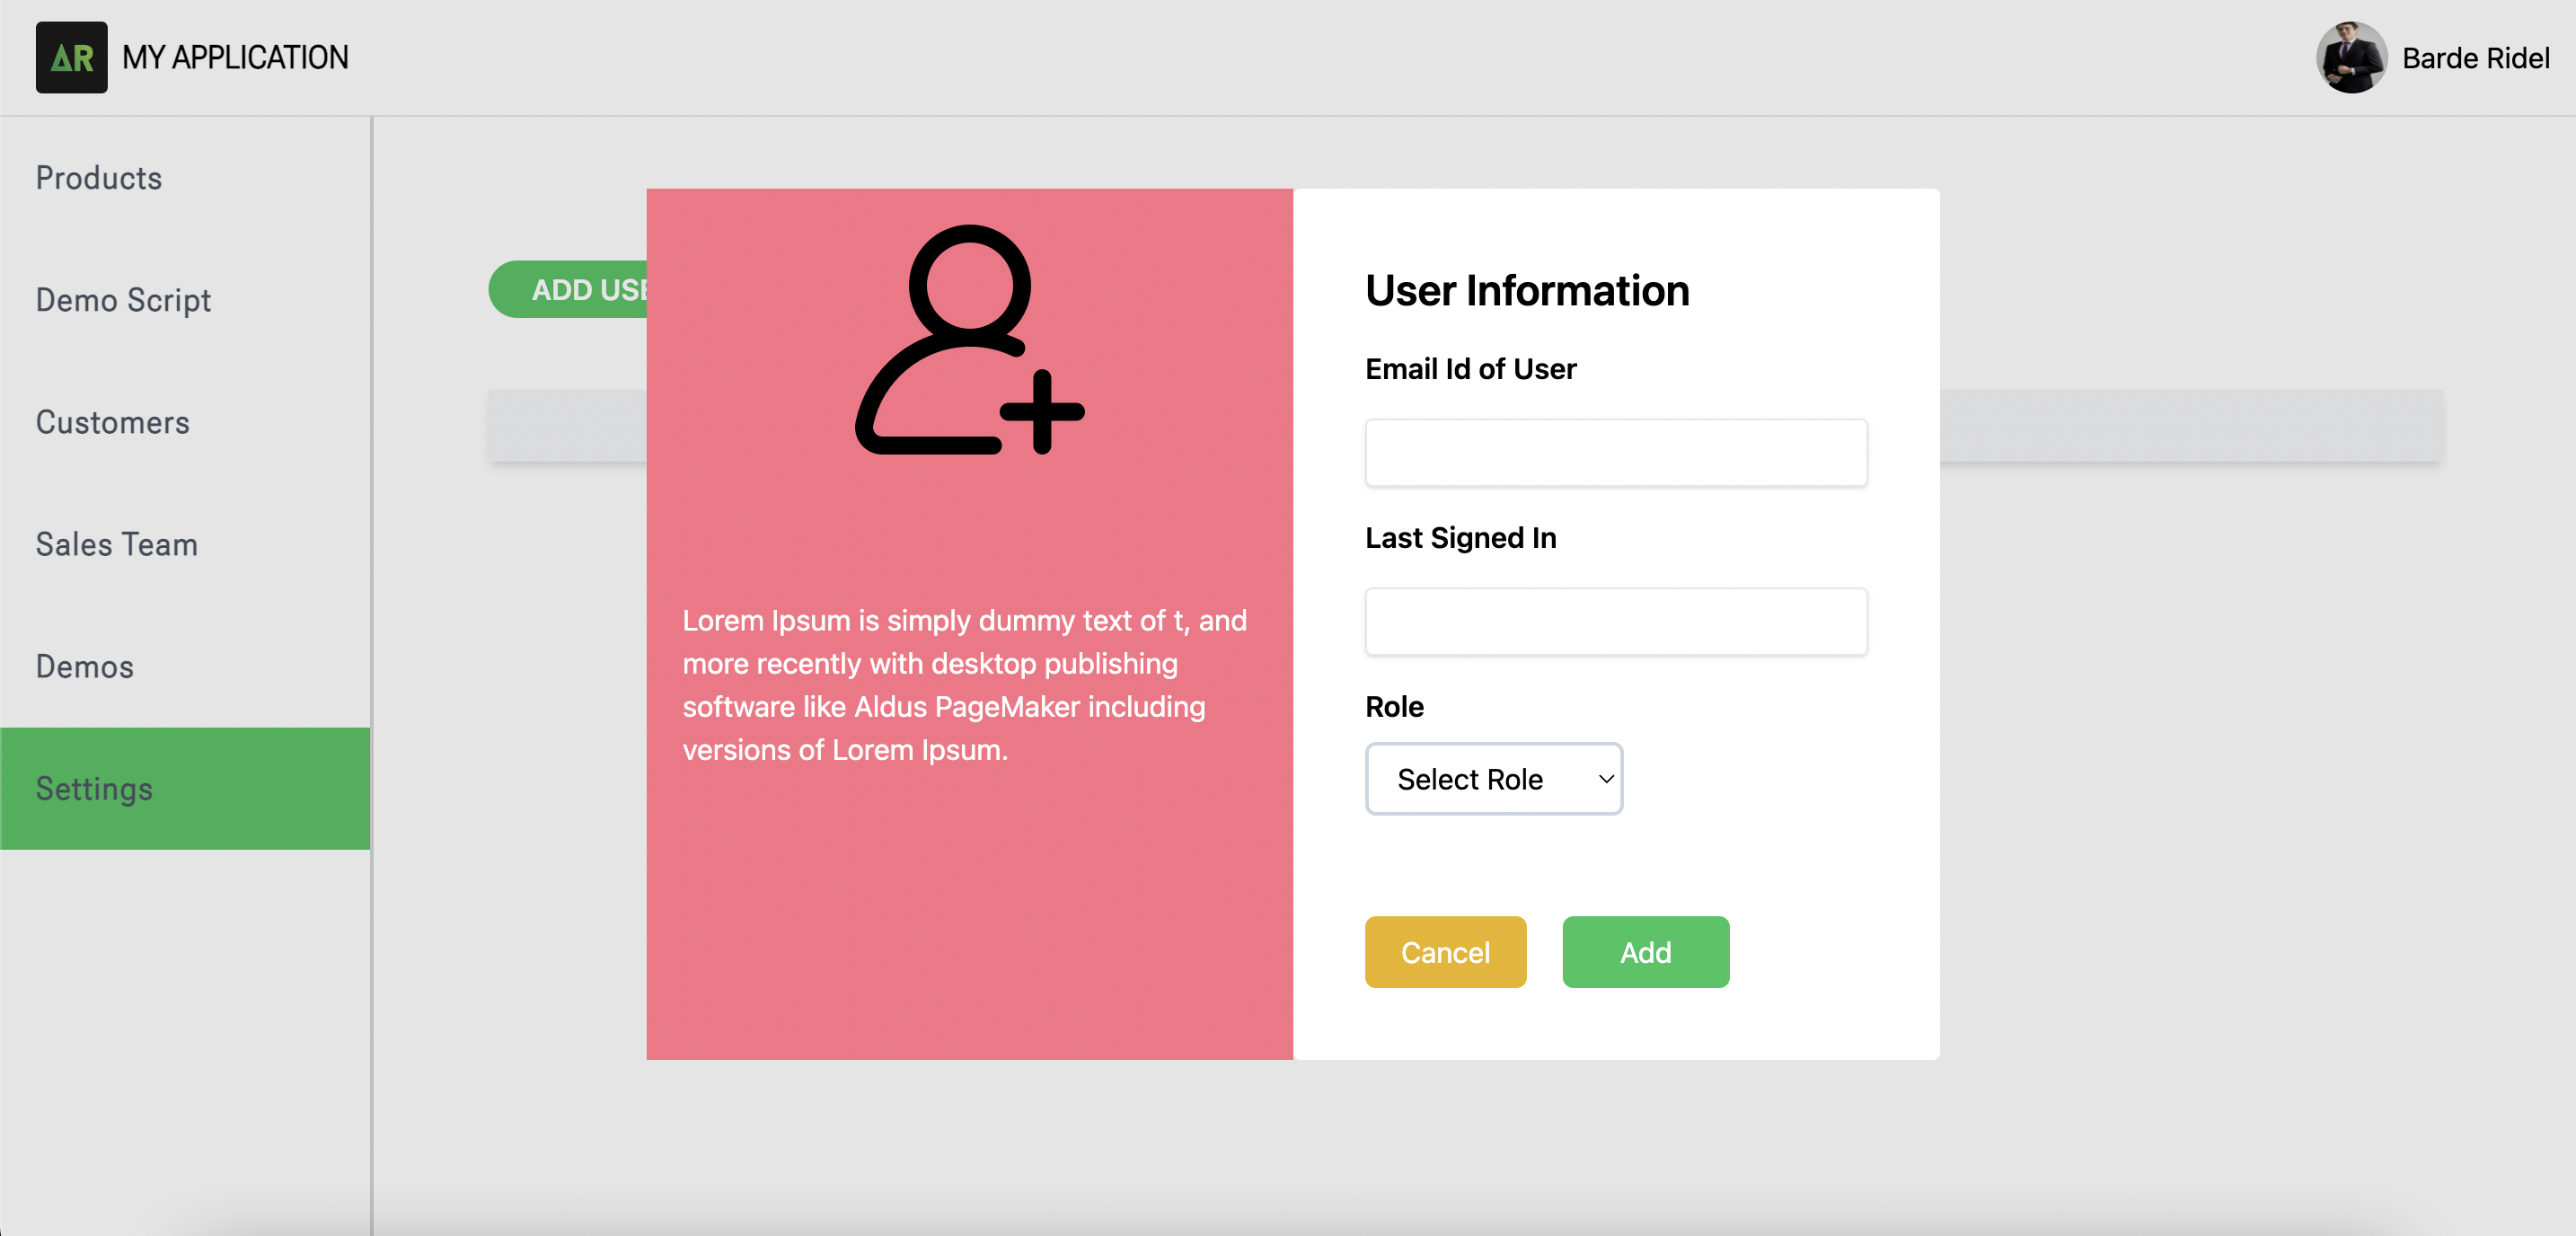 AR MY APPLICATION
Barde Ridel
Products
Demo Script
Customers
Sales Team
Demos
Settings
ADD
Lorem Ipsum is simply dummy text of t, and
more recently with desktop publishing
software like Aldus PageMaker including
versions of Lorem Ipsum.
User Information
Email Id of User
Last Signed In
Role
Select Role
Cancel
Add